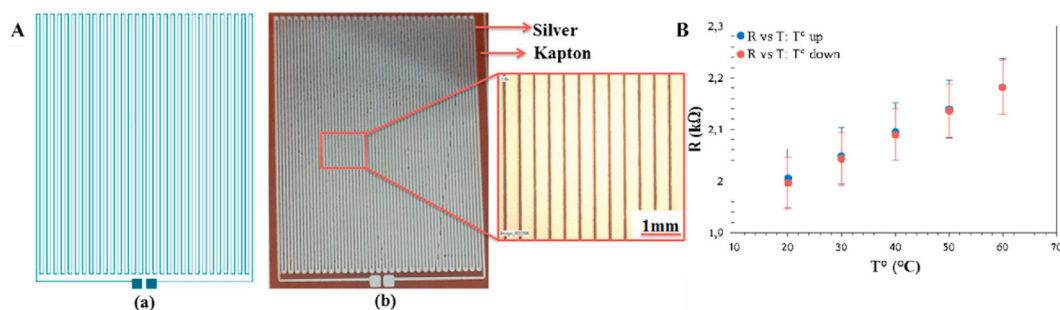 A
(a)
Silver
Kapton
1mm
(b)
B
2,3
2,2
2,1
2
1,9
R (kΩ)
R vs T: T° up
R vs T: T° down
10 20 30 40 50 60 70
T° (°C)